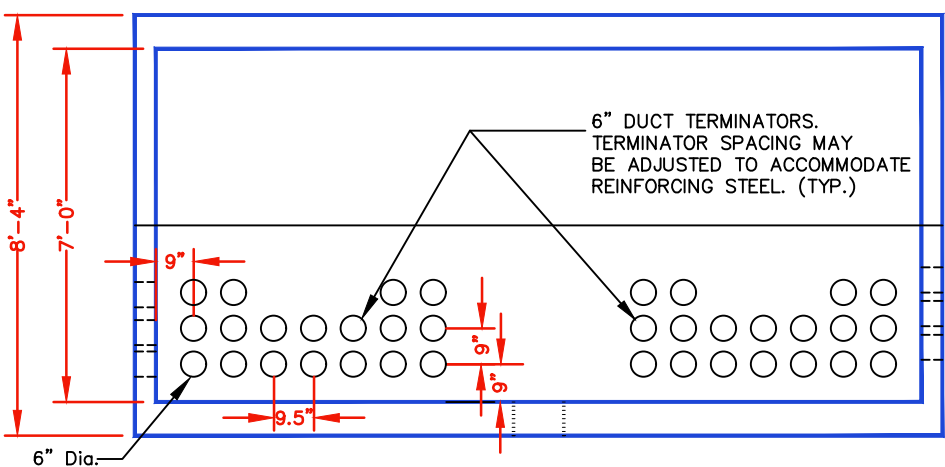 6" DUCT TERMINATORS.
TERMINATOR SPACING MAY
BE ADJUSTED TO ACCOMMODATE
REINFORCING STEEL. (TYP.)
8'-4"
7'-0"
9"
9"
9"
9.5"
6" Dia.